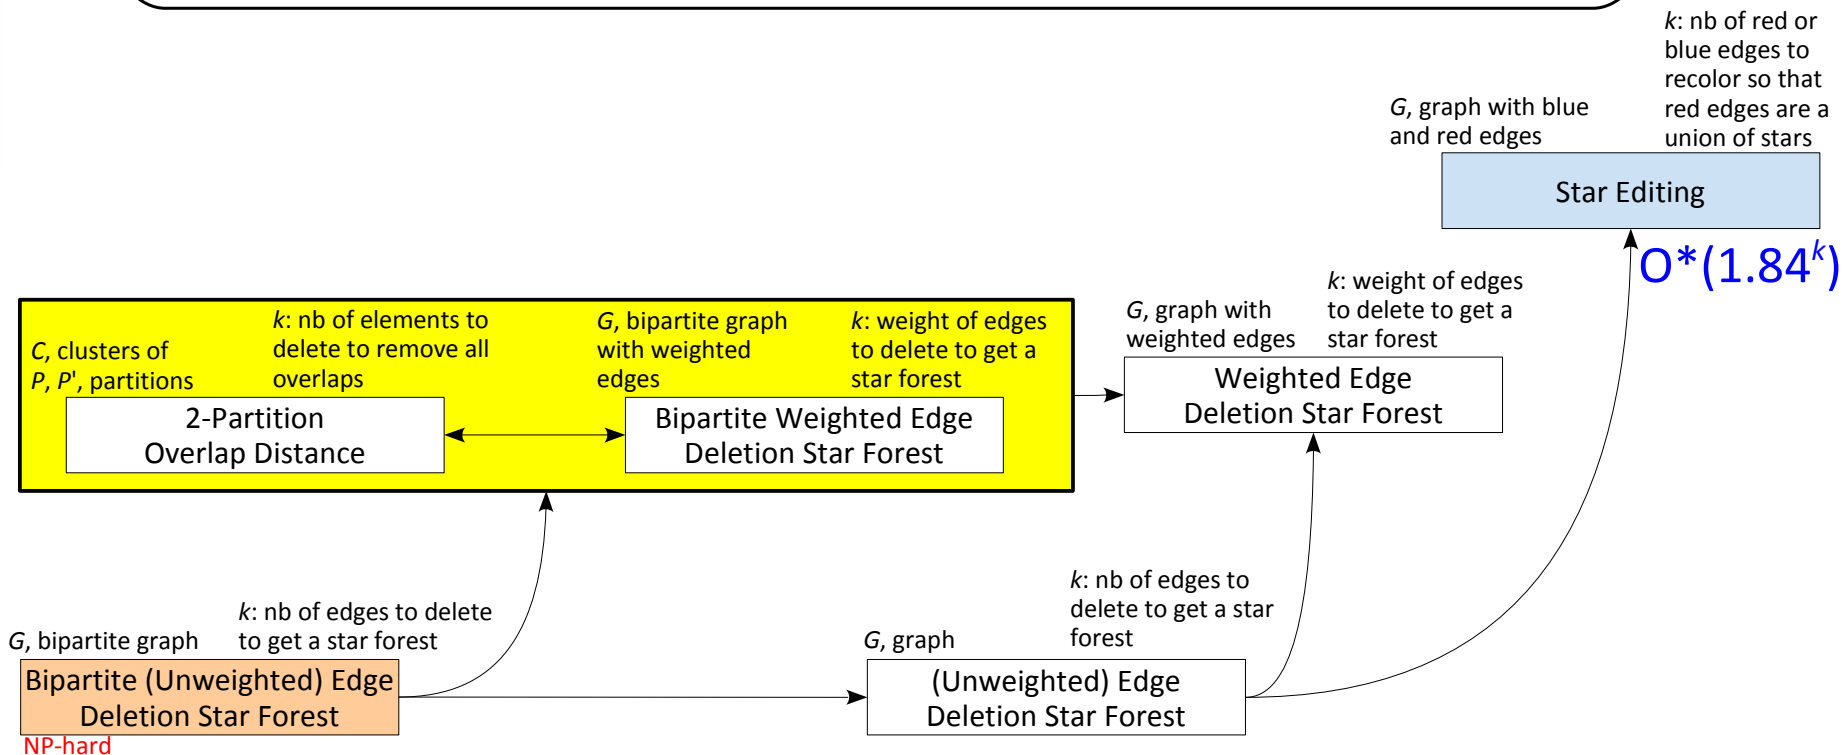 k: nb of red or
blue edges to
recolor so that
red edges are a
union of stars
G, graph with blue
and red edges
Star Editing
O*(1.84^k)
k: weight of edges
to delete to get a
star forest
G, graph with
weighted edges
Weighted Edge
Deletion Star Forest
C, clusters of
P, P', partitions
k: nb of elements to
delete to remove all
overlaps
2-Partition
Overlap Distance
G, bipartite graph
with weighted
edges
k: weight of edges
to delete to get a
star forest
Bipartite Weighted Edge
Deletion Star Forest
G, bipartite graph
k: nb of edges to delete
to get a star forest
Bipartite (Unweighted) Edge
Deletion Star Forest
NP-hard
G, graph
k: nb of edges to
delete to get a star
forest
(Unweighted) Edge
Deletion Star Forest